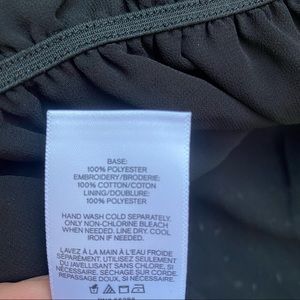 BASE:
100% POLYESTER
EMBROIDERY/BRODERIE:
100% COTTON/COTON
LINING/DOUBLURE:
100% POLYESTER
HAND WASH COLD SEPARATELY.
ONLY NON-CHLORINE BLEACH
WHEN NEEDED. LINE DRY. COOL
IRON IF NEEDED.
LAVEZ À LA MAIN À L'EAU FROIDE
SÉPARÉMENT. UTILISEZ SEULEMENT
DU JAVELLISANT SANS CHLORE SI
NÉCESSAIRE. SÉCHAGE SUR CORDE.
REPASSAGE DOUX, SI NÉCESSAIRE.